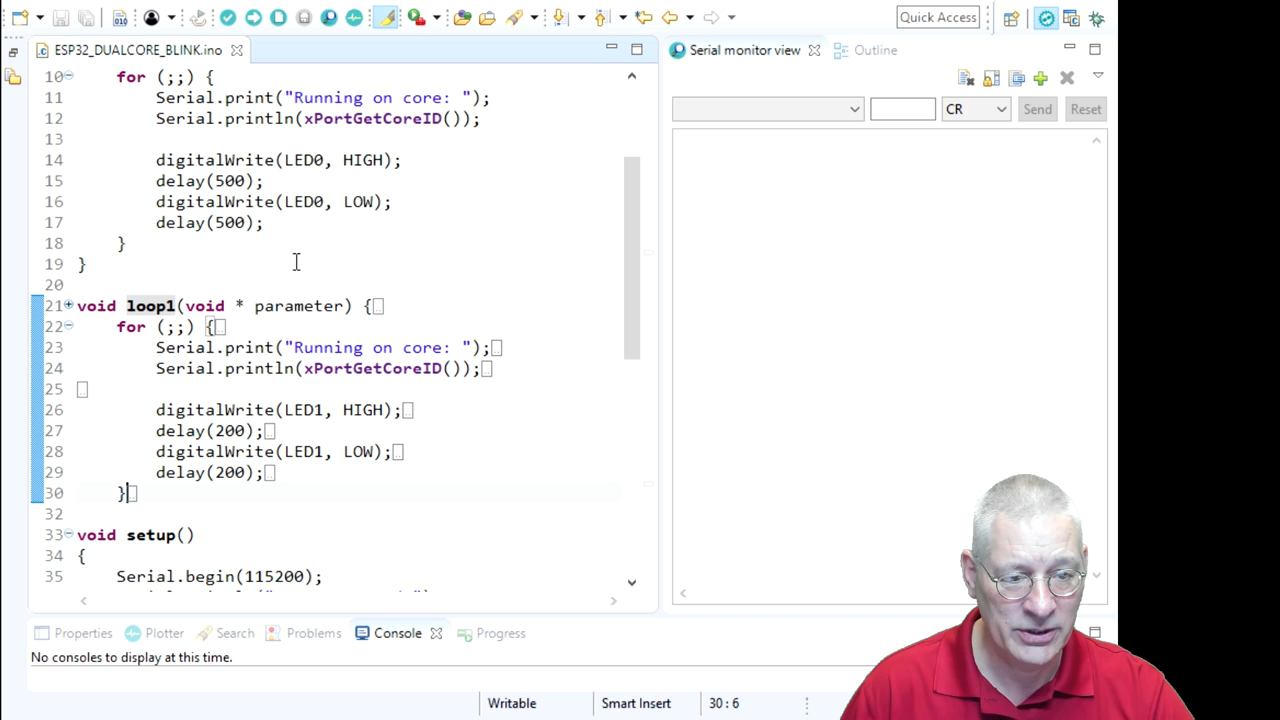 Quick Access
ESP32_DUALCORE_BLINK.ino
Serial monitor view
Outline
CR
Send
Reset
10 for (;;) {
11 Serial.print("Running on core: ");
12 Serial.println(xPortGetCoreID());
13
14 digitalWrite(LED0, HIGH);
15 delay(500);
16 digitalWrite(LED0, LOW);
17 delay(500);
18 }
19 }
20
21 void loop1(void * parameter) {
22 for (;;) {
23 Serial.print("Running on core: ");
24 Serial.println(xPortGetCoreID());
25
26 digitalWrite(LED1, HIGH);
27 delay(200);
28 digitalWrite(LED1, LOW);
29 delay(200);
30 }
32
33 void setup()
34 {
35 Serial.begin(115200);
Properties
Plotter
Search
Problems
Console
Progress
No consoles to display at this time.
Writable
Smart Insert
30 : 6